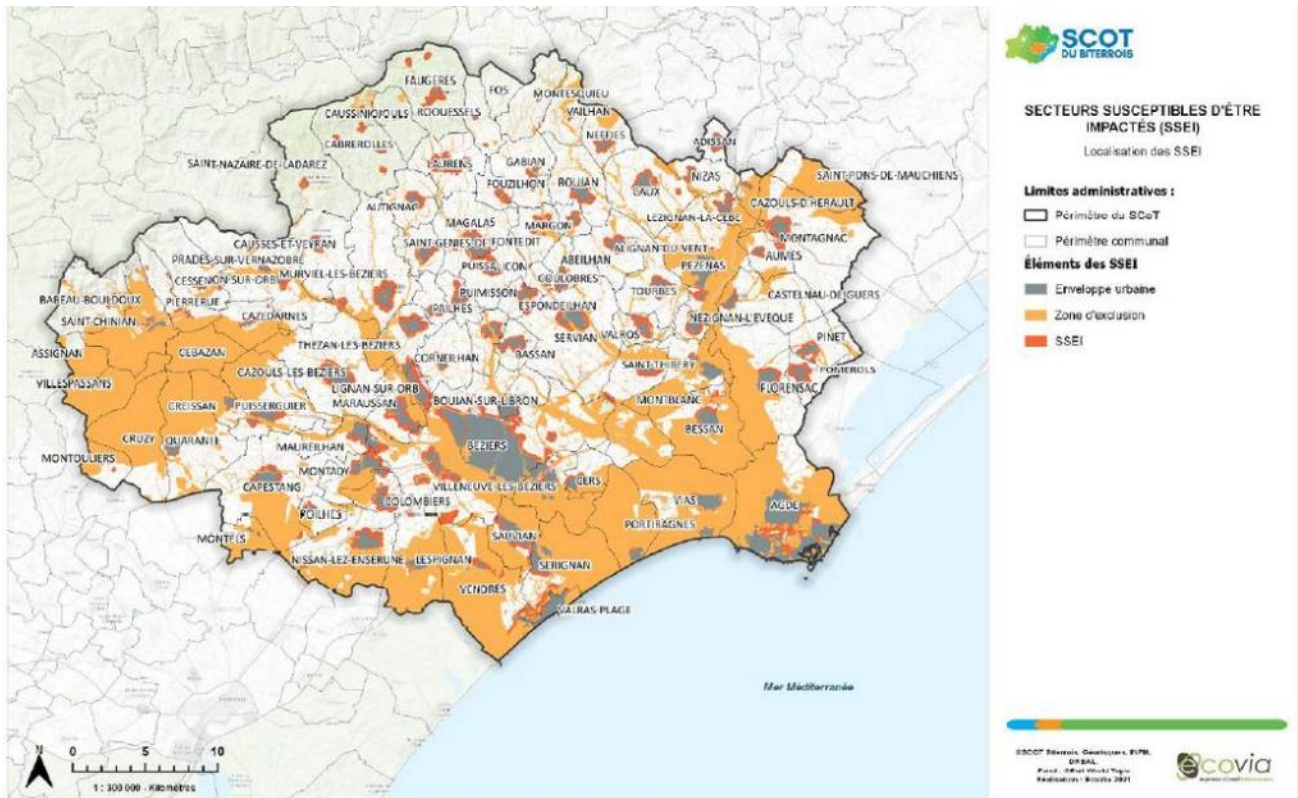 FAUGERES
FOS
MONTESQUIEU
CAUSSINIOJOULS
ROQUESSELS
VAILHAN
CABREROLLES
NEFFIES
ADISSAN
SAINT-NAZAIRE-DE-LADAREZ
LAURENS
GABIAN
NIZAS
SAINT-PONS-DE-MAUCHIENS
FOUZILHON
ROUJAN
CAUX
CAZOULS-D'HERAULT
AUTIGNAC
MAGALAS
MARGON
LEZIGNAN-LA-CEBE
MONTAGNAC
CAUSSES-ET-VEYRAN
SAINT-GENIES-DE-FONTEDIT
ALIGNAN-DU-VENT
AUMES
PRADES-SUR-VERNAZOBRE
PUISSALICON
ABEILHAN
PEZENAS
CESSENON-SUR-ORB
MURVIEL-LES-BEZIERS
COULOBRES
BABEAU-BOULDOUX
PIERRERUE
PUIMISSON
TOURBES
CASTELNAU-DE-GUERS
PAILHES
ESPONDEILHAN
SAINT-CHINIAN
CAZEDARNES
NEZIGNAN-L'EVEQUE
SERVIAN
VALROS
PINET
ASSIGNAN
CEBAZAN
THEZAN-LES-BEZIERS
BASSAN
CORNEILHAN
SAINT-THIBERY
POMEROLS
VILLESPASSANS
CAZOULS-LES-BEZIERS
LIGNAN-SUR-ORB
FLORENSAC
CREISSAN
PUISSERGUIER
MARAUSSAN
BOUJAN-SUR-LIBRON
MONTBLANC
BESSAN
CRUZY
QUARANTE
MAUREILHAN
BEZIERS
MONTOULIERS
MONTADY
CAPESTANG
VILLENEUVE-LES-BEZIERS
CERS
COLOMBIERS
VIAS
AGDE
POILHES
PORTIRAGNES
MONTELS
SAUVIAN
NISSAN-LEZ-ENSERUNE
LESPIGNAN
SERIGNAN
VENDRES
VALRAS-PLAGE
Mer Méditerranée
N
0 5 10
1 : 300 000 - Kilomètres
SCOT
DU BITERROIS
SECTEURS SUSCEPTIBLES D'ÊTRE
IMPACTÉS (SSEI)
Localisation des SSEI
Limites administratives :
Périmètre du SCoT
Périmètre communal
Éléments des SSEI
Enveloppe urbaine
Zone d'exclusion
SSEI
écovia